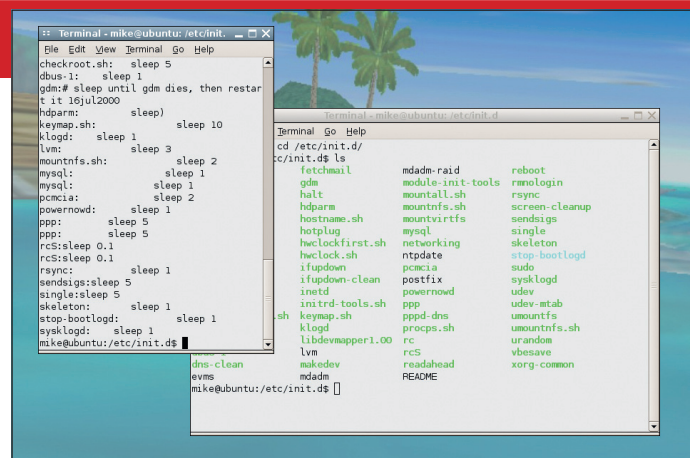 Terminal - mike@ubuntu: /etc/init.
File Edit View Terminal Go Help
checkroot.sh: sleep 5
dbus-1: sleep 1
gdm:# sleep until gdm dies, then restar
t it 16jul2000
hdparm: sleep)
keymap.sh: sleep 10
klogd: sleep 1
lvm: sleep 3
mountnfs.sh: sleep 2
mysql: sleep 1
mysql: sleep 1
pcmcia: sleep 2
powernowd: sleep 1
ppp: sleep 5
ppp: sleep 5
rcS:sleep 0.1
rcS:sleep 0.1
rsync: sleep 1
sendsigs:sleep 5
single:sleep 5
skeleton: sleep 1
stop-bootlogd: sleep 1
sysklogd: sleep 1
mike@ubuntu:/etc/init.d$
Terminal - mike@ubuntu: /etc/init.d
Terminal Go Help
cd /etc/init.d/
tc/init.d$ ls
fetchmail mdadm-raid reboot
gdm module-init-tools rmnologin
halt mountall.sh rsync
hdparm mountnfs.sh screen-cleanup
hostname.sh mountvirtfs sendsigs
hotplug mysql single
hwclockfirst.sh networking skeleton
hwclock.sh ntpdate stop-bootlogd
ifupdown pcmcia sudo
ifupdown-clean postfix sysklogd
inetd powernowd udev
initrd-tools.sh ppp udev-mtab
.sh keymap.sh pppd-dns umountfs
klogd procps.sh umountnfs.sh
libdevmapper1.00 rc urandom
lvm rcS vbesave
dns-clean makedev readahead xorg-common
evms mdadm README
mike@ubuntu:/etc/init.d$